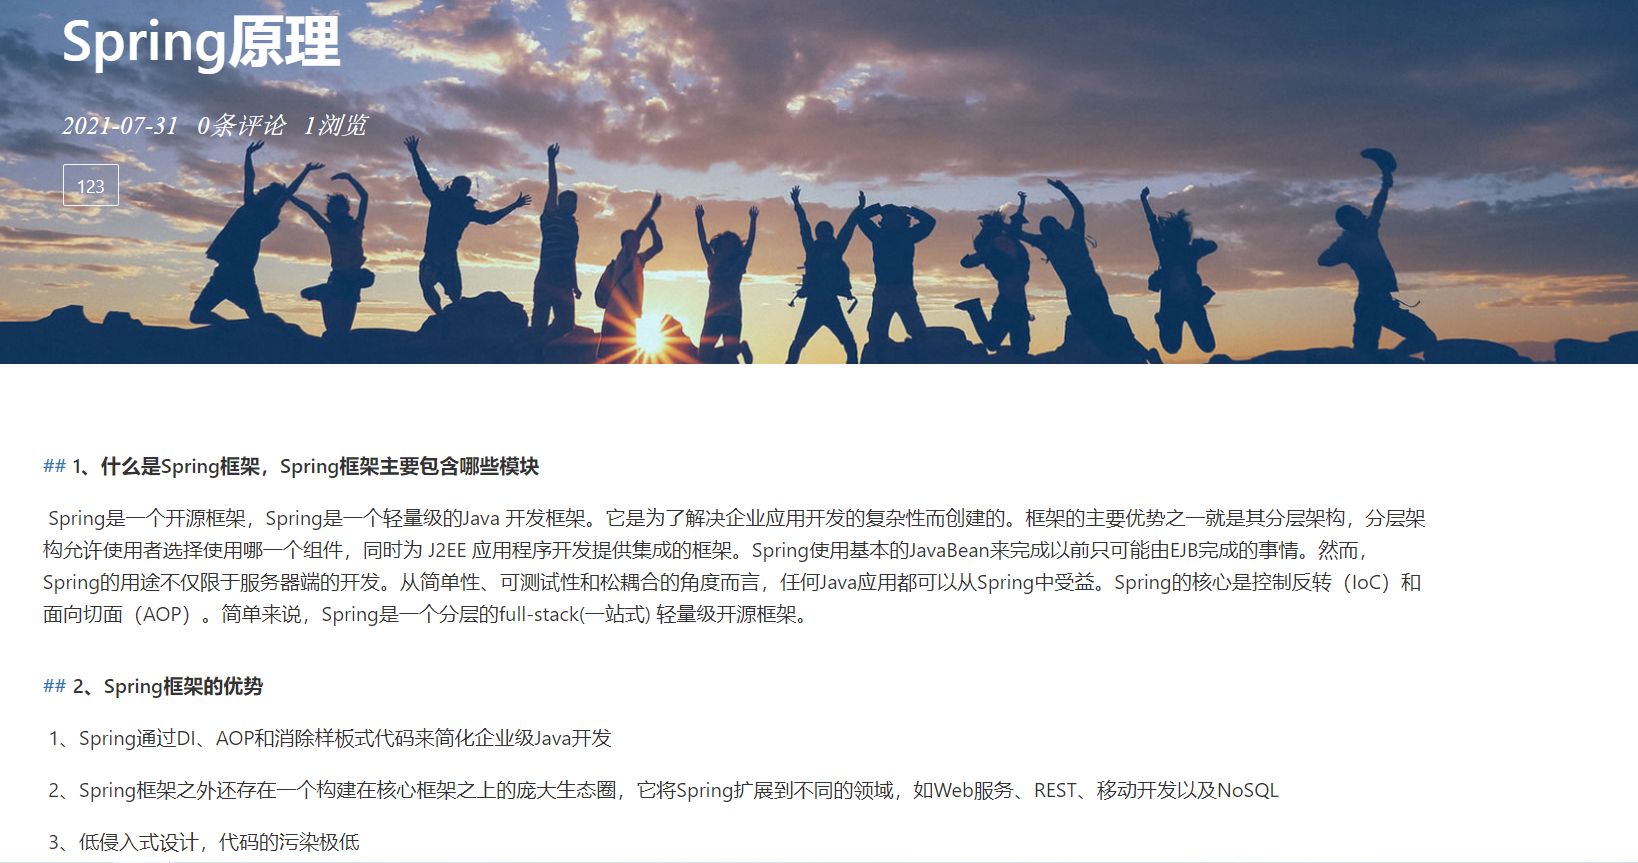 Spring原理
2021-07-31 0条评论 1浏览
123
## 1、什么是Spring框架，Spring框架主要包含哪些模块
Spring是一个开源框架，Spring是一个轻量级的Java 开发框架。它是为了解决企业应用开发的复杂性而创建的。框架的主要优势之一就是其分层架构，分层架
构允许使用者选择使用哪一个组件，同时为 J2EE 应用程序开发提供集成的框架。Spring使用基本的JavaBean来完成以前只可能由EJB完成的事情。然而，
Spring的用途不仅限于服务器端的开发。从简单性、可测试性和松耦合的角度而言，任何Java应用都可以从Spring中受益。Spring的核心是控制反转（IoC）和
面向切面（AOP）。简单来说，Spring是一个分层的full-stack(一站式) 轻量级开源框架。
## 2、Spring框架的优势
1、Spring通过DI、AOP和消除样板式代码来简化企业级Java开发
2、Spring框架之外还存在一个构建在核心框架之上的庞大生态圈，它将Spring扩展到不同的领域，如Web服务、REST、移动开发以及NoSQL
3、低侵入式设计，代码的污染极低